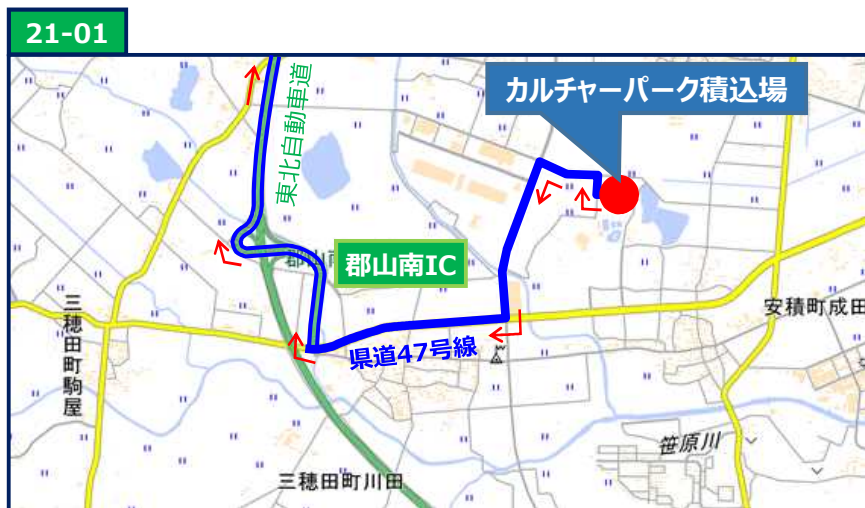 21-01
カルチャーパーク積込場
東北自動車道
郡山南IC
安積町成田
三穂田町駒屋
県道47号線
笹原川
三穂田町川田